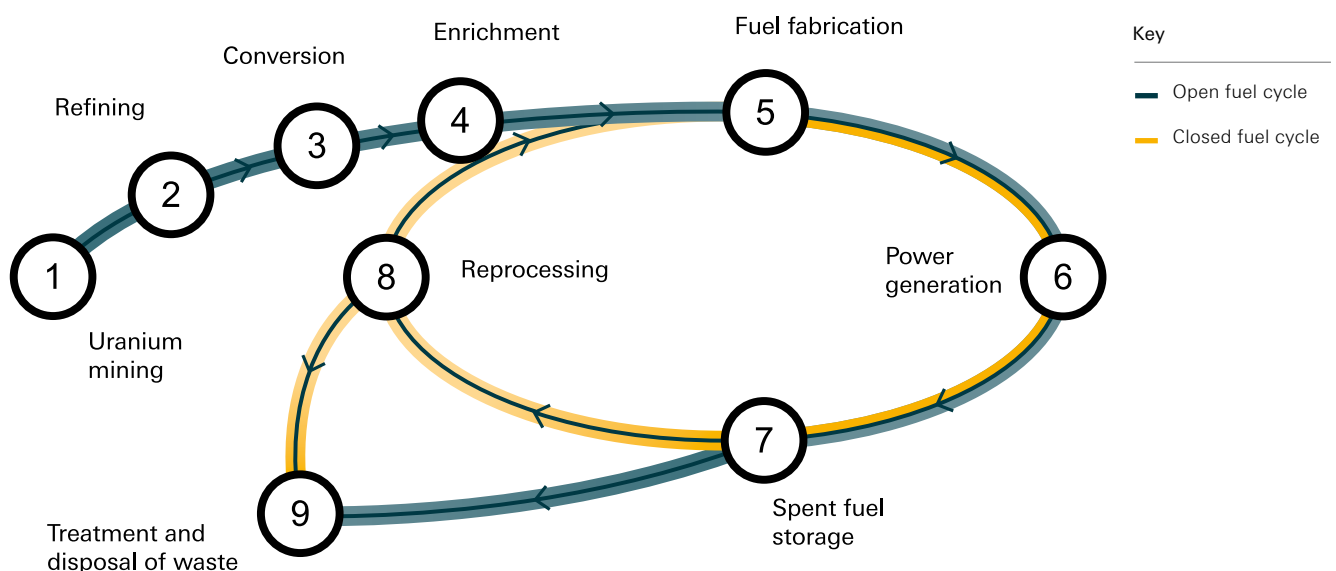 Enrichment
Fuel fabrication
Key
Conversion
Open fuel cycle
Refining
4
5
Closed fuel cycle
3
2
1
8
Reprocessing
Power
generation
6
Uranium
mining
7
9
Spent fuel
storage
Treatment and
disposal of waste